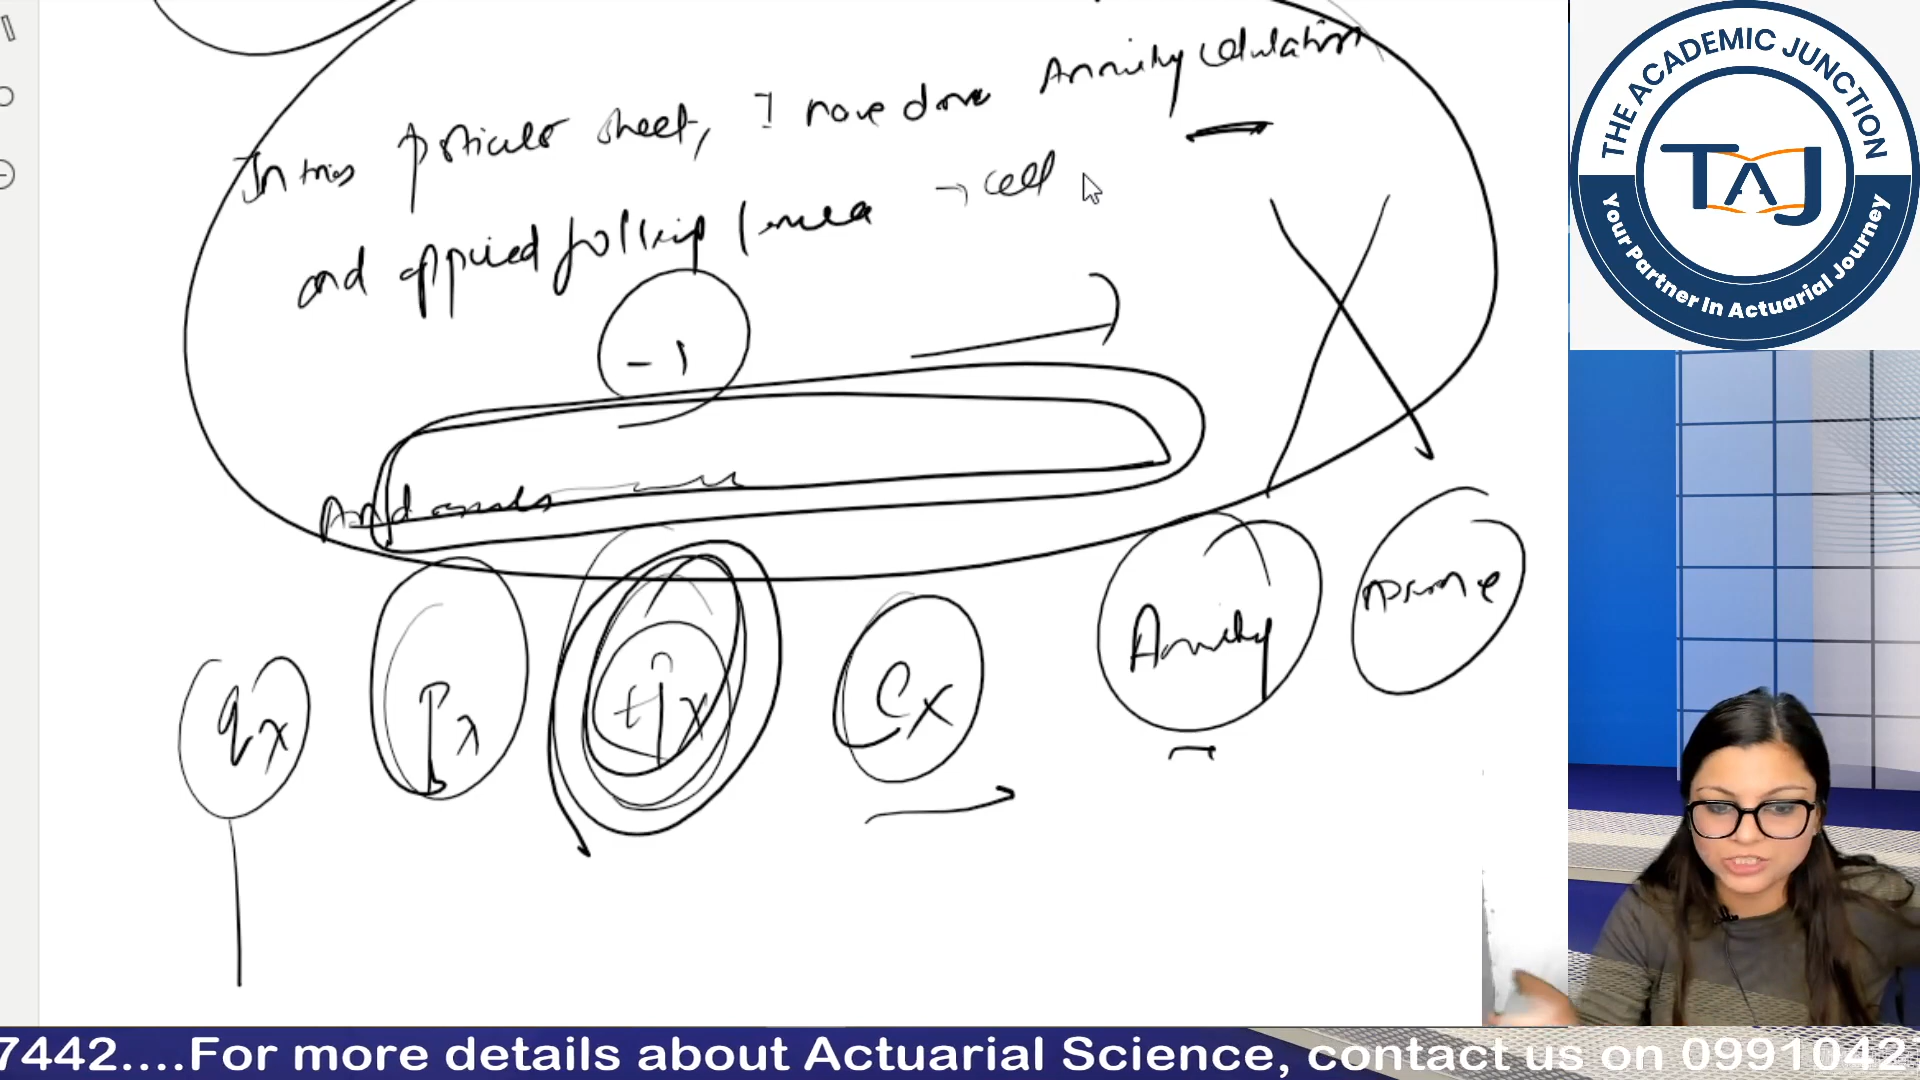 In this particular sheet, I have done Annuity calculation
and applied following formula → cell
-1
And
qx
Px
tPx
ex
Annuity
THE ACADEMIC JUNCTION
TAJ
Your Partner In Actuarial Journey
7442....For more details about Actuarial Science, contact us on 0991042